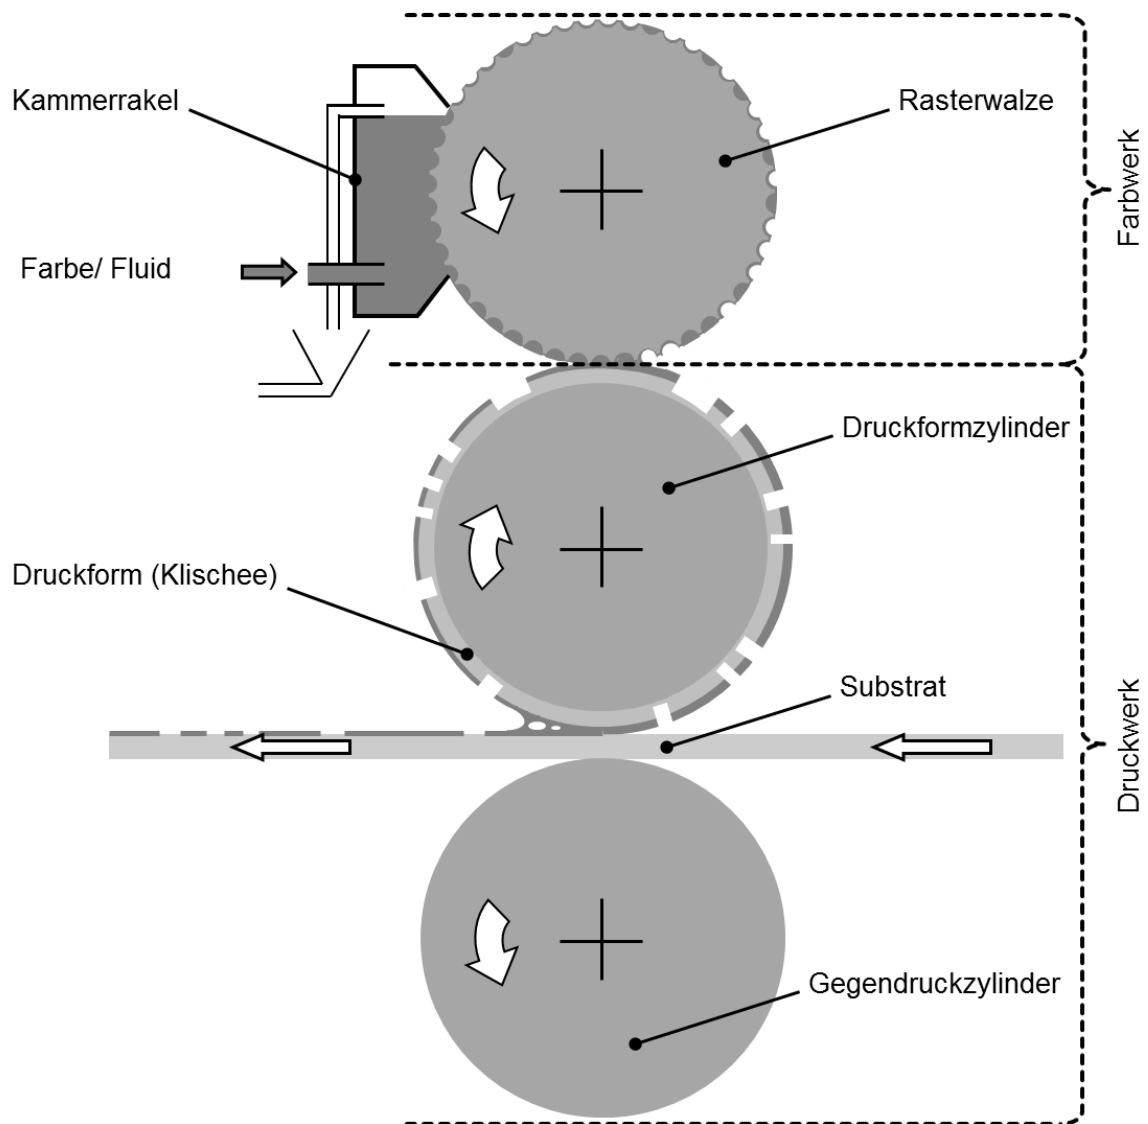 Kammerrakel
Rasterwalze
Farbwerk
Farbe/ Fluid
Druckformzylinder
Druckform (Klischee)
Substrat
Druckwerk
Gegendruckzylinder